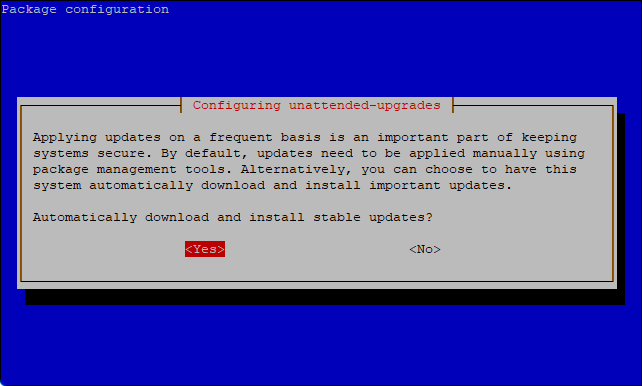 Package configuration
Configuring unattended-upgrades
Applying updates on a frequent basis is an important part of keeping
systems secure. By default, updates need to be applied manually using
package management tools. Alternatively, you can choose to have this
system automatically download and install important updates.
Automatically download and install stable updates?
<Yes> <No>